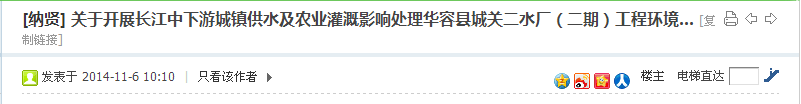 [纳贤] 关于开展长江中下游城镇供水及农业灌溉影响处理华容县城关二水厂（二期）工程环境... [复
制链接]
发表于 2014-11-6 10:10 | 只看该作者 楼主 电梯直达